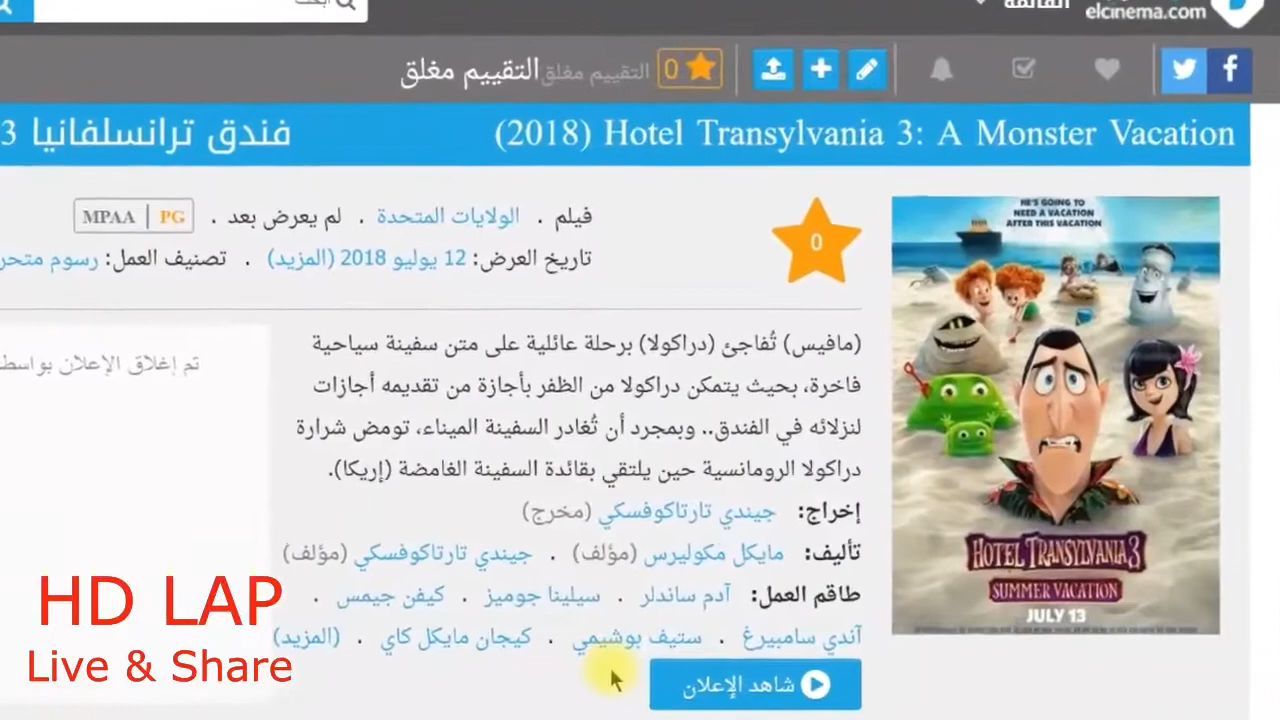 القائمة
elcinema.com
التقييم مغلق التقييم مغلق 0
فندق ترانسلفانيا 3
(2018) Hotel Transylvania 3: A Monster Vacation
فيلم . الولايات المتحدة . لم يعرض بعد . MPAA | PG
تاريخ العرض: 12 يوليو 2018 (المزيد) . تصنيف العمل: رسوم
0
(مافيس) تُفاجئ (دراكولا) برحلة عائلية على متن سفينة سياحية
فاخرة، بحيث يتمكن دراكولا من الظفر بأجازة من تقديمه أجازات
لنزلائه في الفندق.. وبمجرد أن تُغادر السفينة الميناء، تومض شرارة
دراكولا الرومانسية حين يلتقي بقائدة السفينة الغامضة (إريكا).
إخراج: جيندي تارتاكوفسكي (مخرج)
تأليف: مايكل مكوليرس (مؤلف) . جيندي تارتاكوفسكي (مؤلف)
طاقم العمل: آدم ساندلر . سيلينا جوميز . كيفن جيمس .
آندي سامبيرغ . ستيف بوشيمي . كيجان مايكل كاي . (المزيد)
شاهد الإعلان
تم إغلاق الإعلان
HE'S GOING TO
NEED A VACATION
AFTER THIS VACATION
HOTEL TRANSYLVANIA 3
SUMMER VACATION
JULY 13
HD LAP
Live & Share